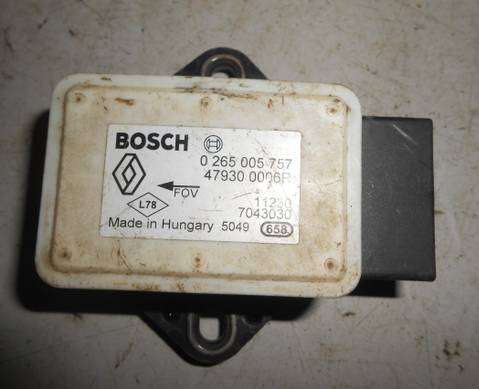 BOSCH
0 265 005 757
47930 0006R
FOV
L78
11230
7043030
Made in Hungary 5049 658